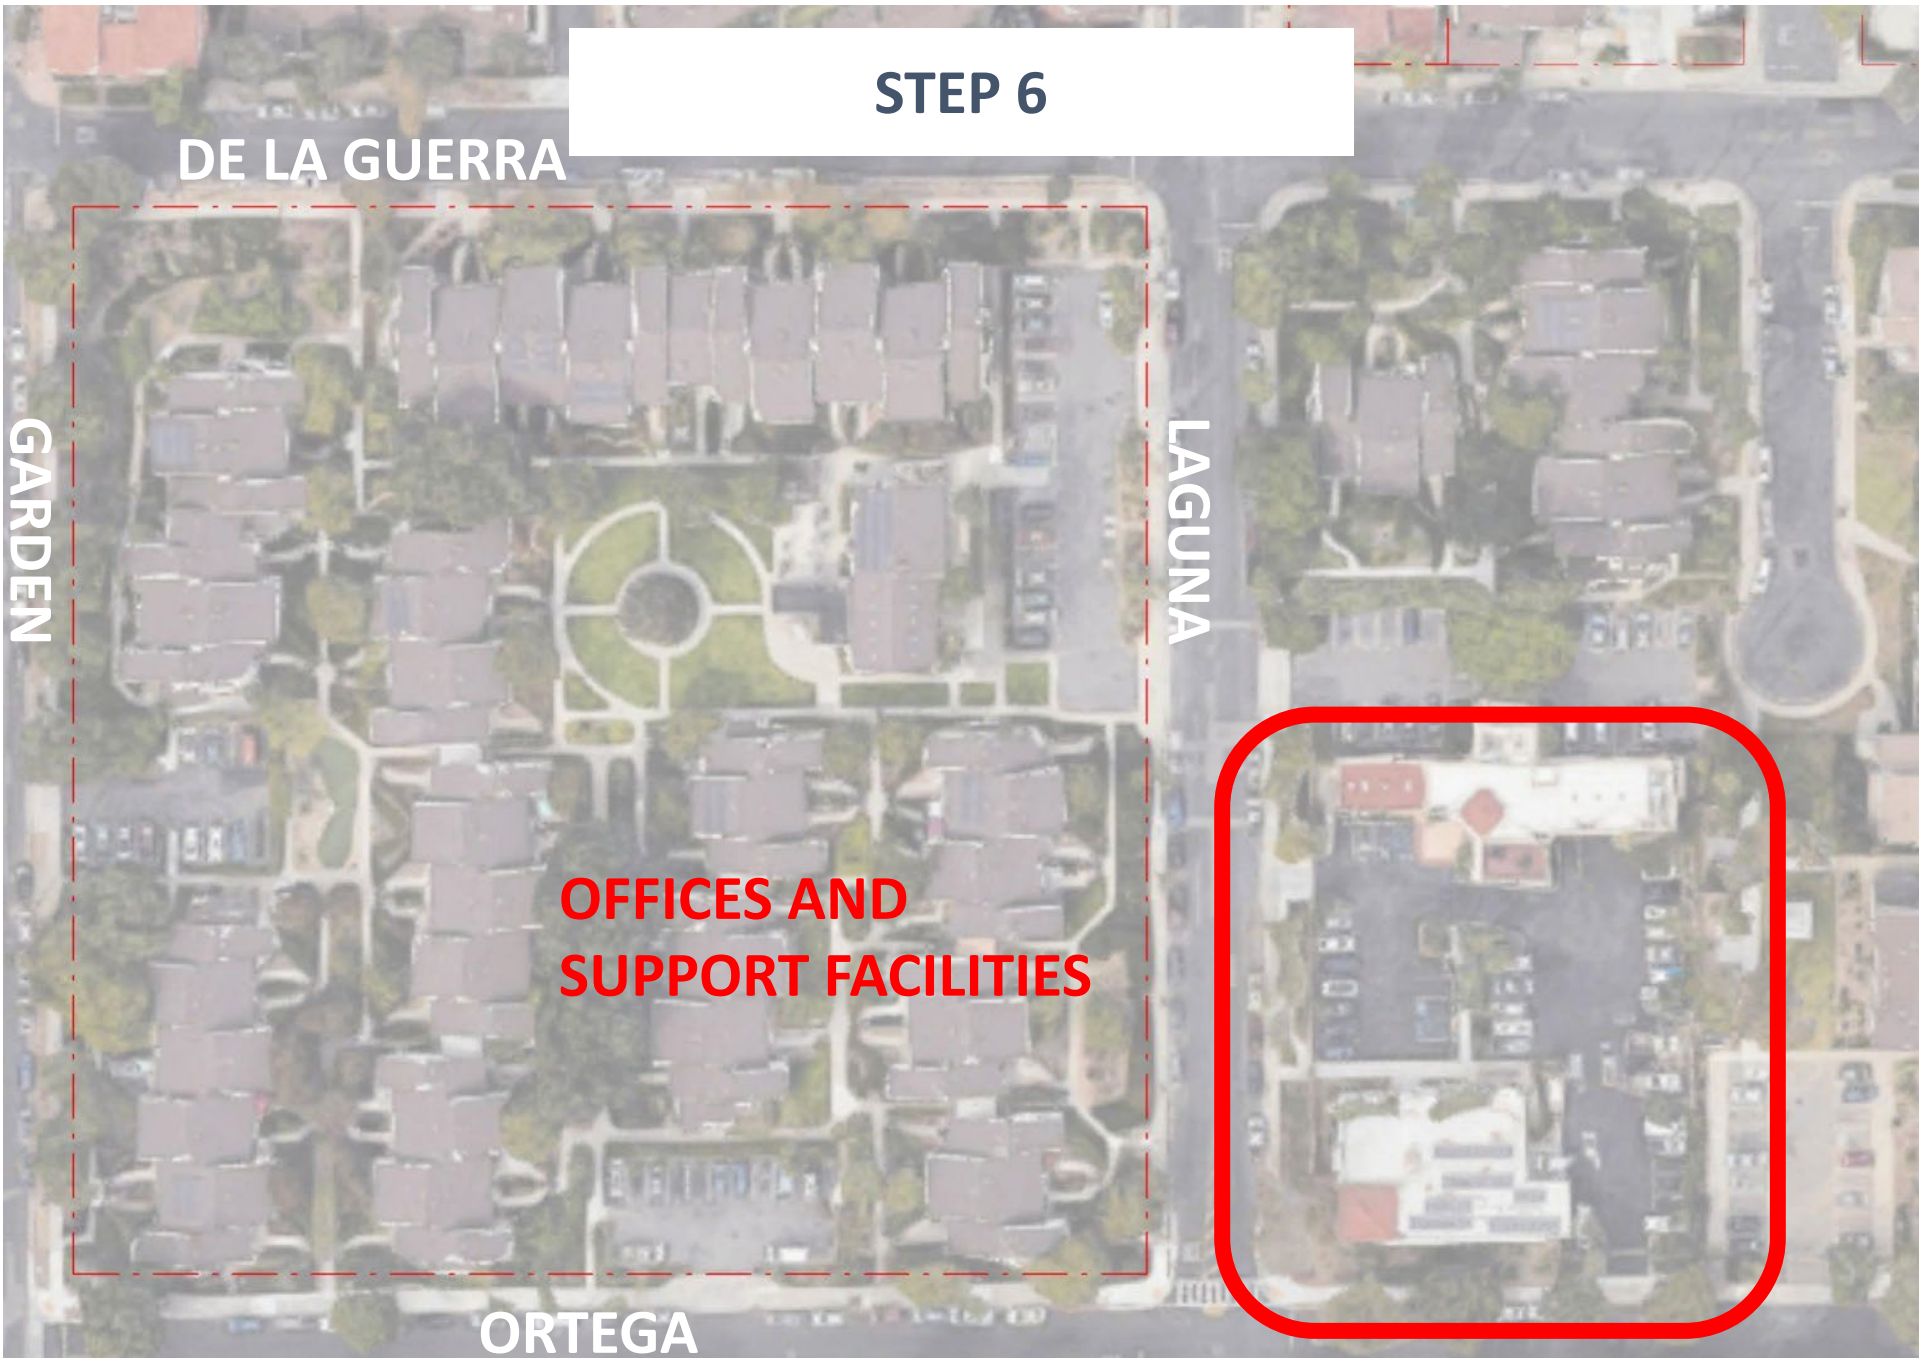 STEP 6
DE LA GUERRA
GARDEN
LAGUNA
OFFICES AND
SUPPORT FACILITIES
ORTEGA